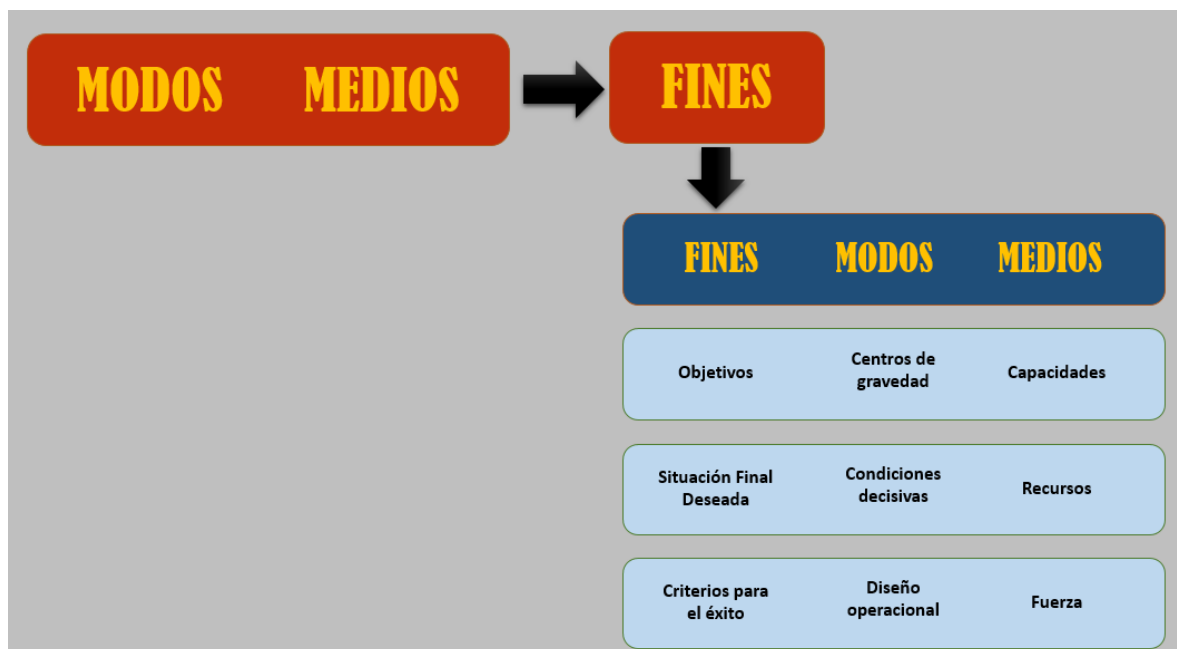 MODOS MEDIOS FINES
FINES MODOS MEDIOS
Objetivos
Centros de
gravedad
Capacidades
Situación Final
Deseada
Condiciones
decisivas
Recursos
Criterios para
el éxito
Diseño
operacional
Fuerza